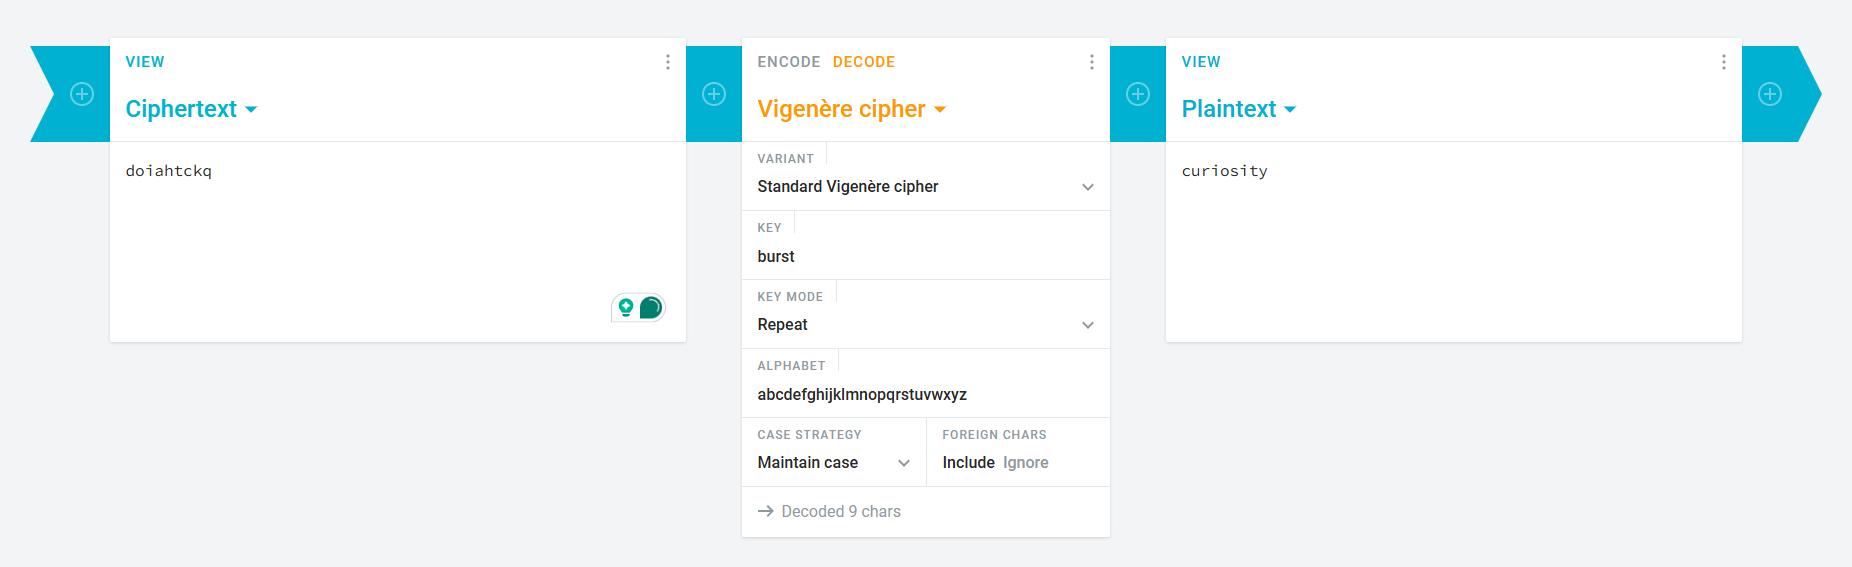 VIEW
Ciphertext
doiahtckq
ENCODE DECODE
Vigenère cipher
VARIANT
Standard Vigenère cipher
KEY
burst
KEY MODE
Repeat
ALPHABET
abcdefghijklmnopqrstuvwxyz
CASE STRATEGY
Maintain case
FOREIGN CHARS
Include Ignore
Decoded 9 chars
VIEW
Plaintext
curiosity